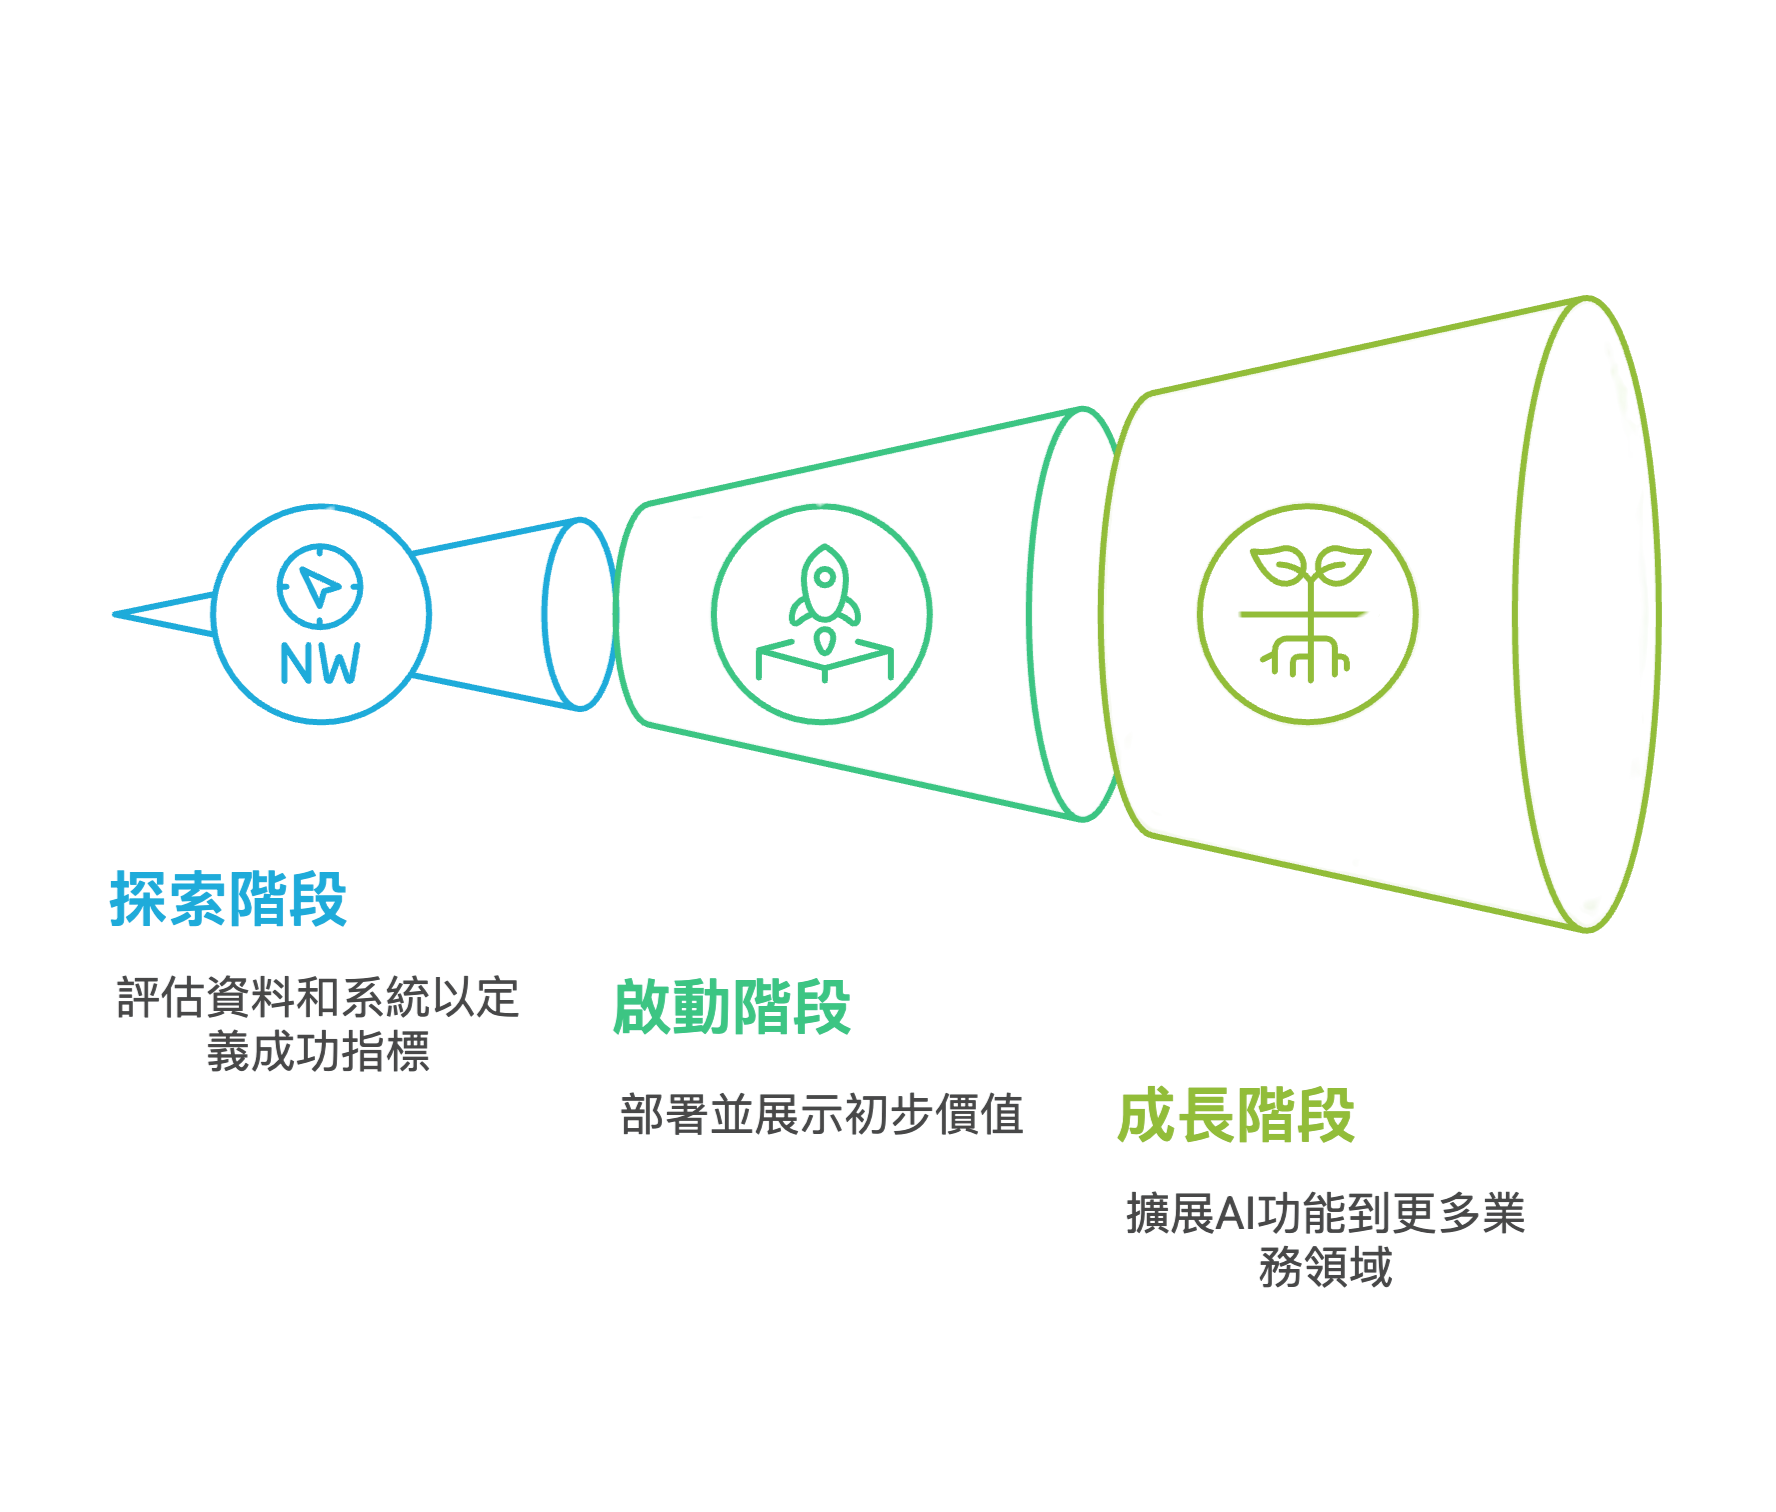 NW
探索階段
評估資料和系統以定
義成功指標
啟動階段
部署並展示初步價值
成長階段
擴展AI功能到更多業
務領域